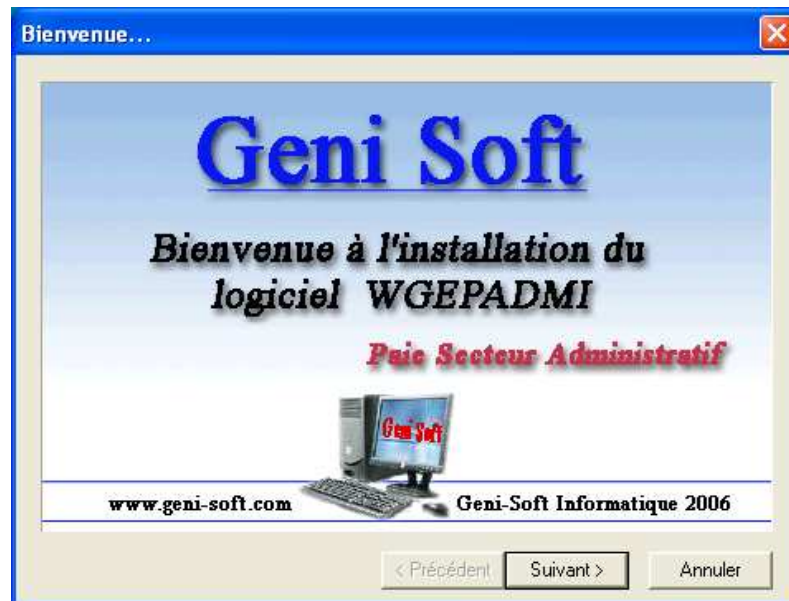 Bienvenue...
Geni Soft
Bienvenue à l'installation du
logiciel WGEPADMI
Paie Secteur Administratif
Geni Soft
www.geni-soft.com Geni-Soft Informatique 2006
< Précédent Suivant > Annuler